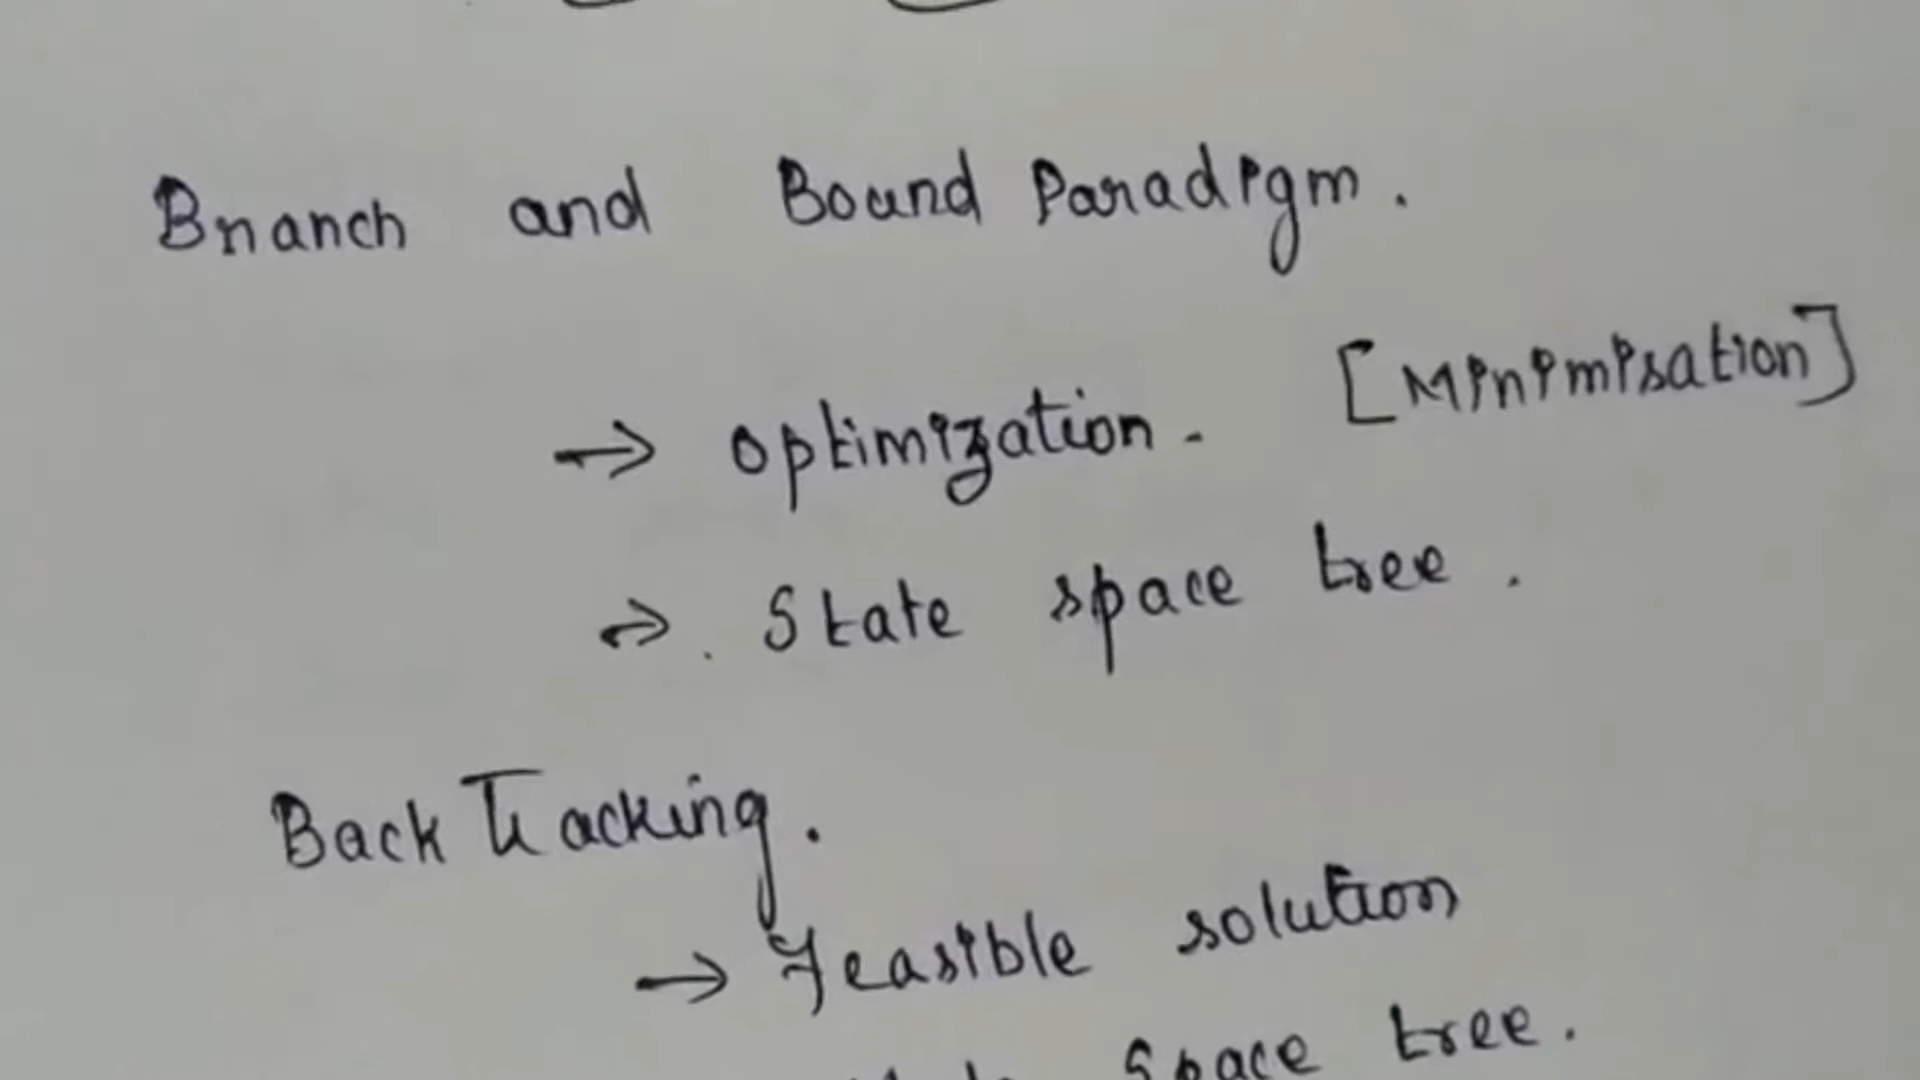 Branch and Bound Paradigm.
→ optimization. [Minimisation]
→. State space tree.
Back Tracking.
→ Feasible solution
Space tree.